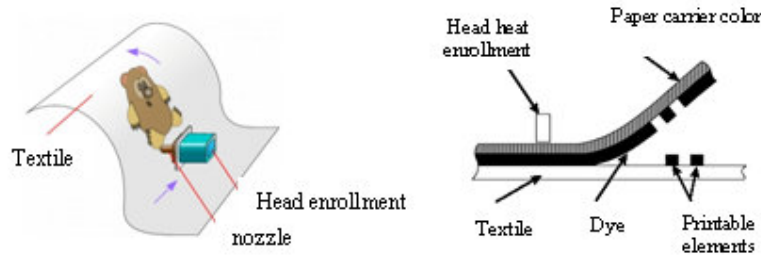 Textile
Head enrollment
nozzle
Head heat
enrollment
Paper carrier color
Textile
Dye
Printable
elements